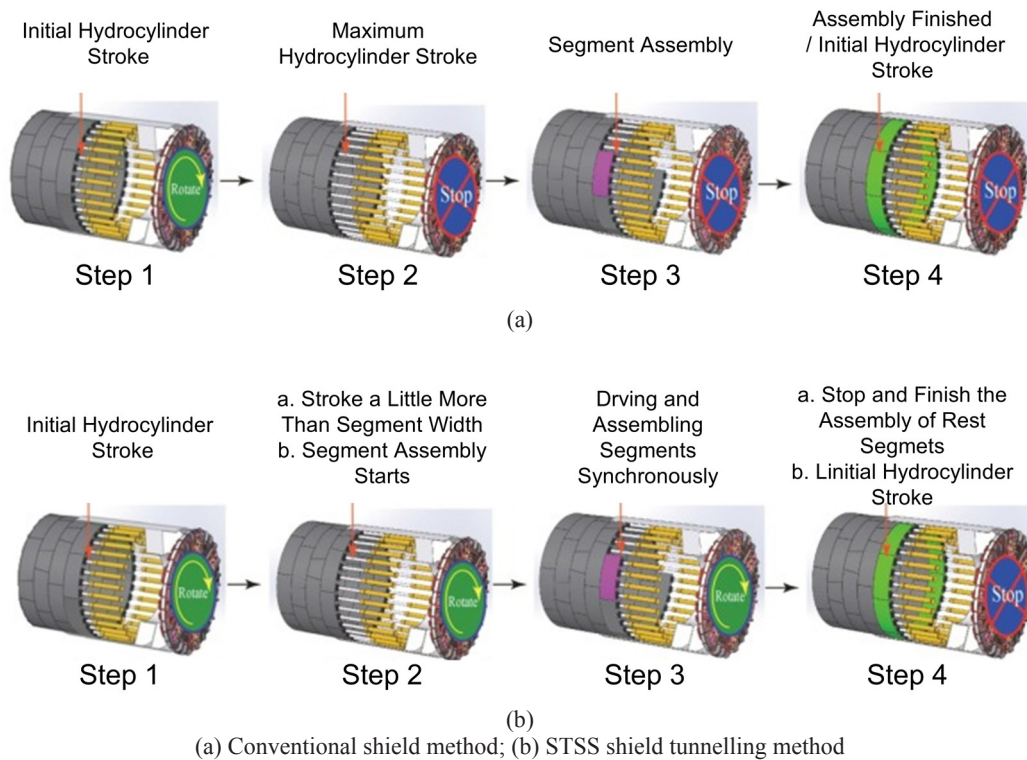 Initial Hydrocylinder
Stroke
Maximum
Hydrocylinder Stroke
Segment Assembly
Assembly Finished
/ Initial Hydrocylinder
Stroke
Rotate
Stop
Stop
Stop
Step 1
Step 2
Step 3
Step 4
(a)
Initial Hydrocylinder
Stroke
a. Stroke a Little More
Than Segment Width
b. Segment Assembly
Starts
Drving and
Assembling
Segments
Synchronously
a. Stop and Finish the
Assembly of Rest
Segmets
b. Linitial Hydrocylinder
Stroke
Rotate
Rotate
Rotate
Stop
Step 1
Step 2
Step 3
Step 4
(b)
(a) Conventional shield method; (b) STSS shield tunnelling method